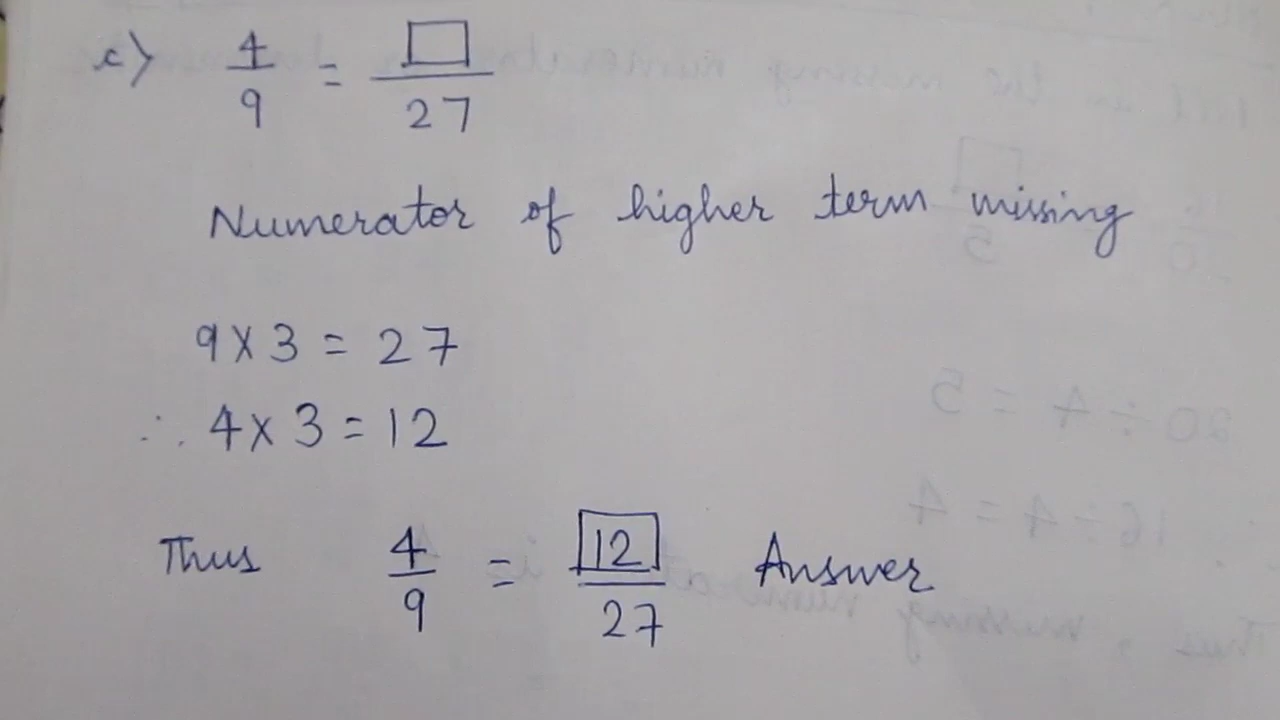 c) 4/9 = □/27
Numerator of higher term missing
9 x 3 = 27
∴ 4 x 3 = 12
Thus 4/9 = 12/27 Answer